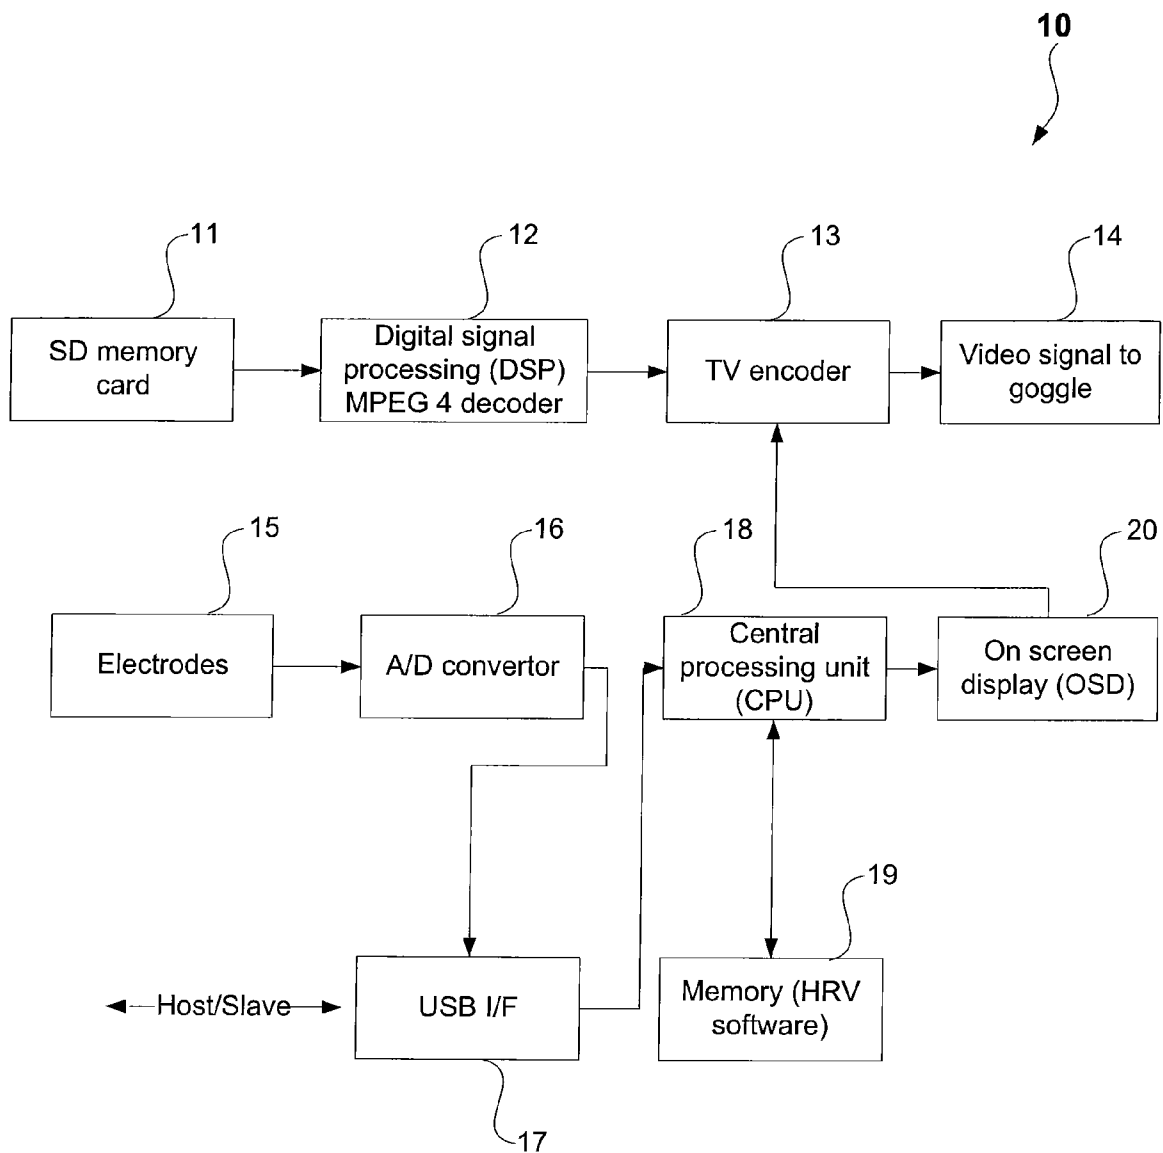 10
11
12
13
14
SD memory
card
Digital signal
processing (DSP)
MPEG 4 decoder
TV encoder
Video signal to
goggle
15
16
18
20
Electrodes
A/D convertor
Central
processing unit
(CPU)
On screen
display (OSD)
19
Host/Slave
USB I/F
Memory (HRV
software)
17